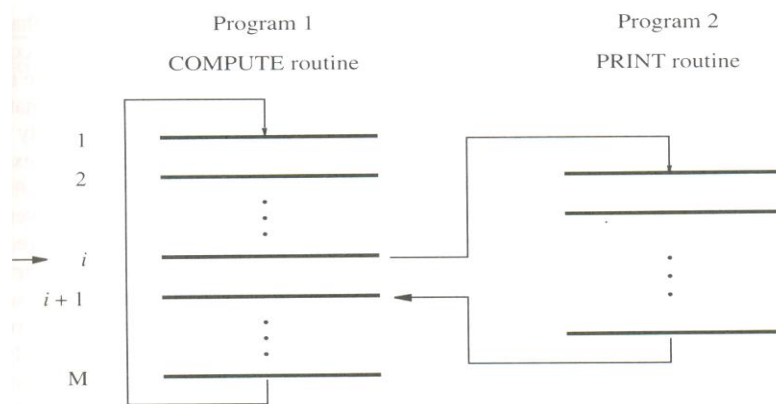 Program 1
COMPUTE routine
Program 2
PRINT routine
1
2
i
i + 1
M